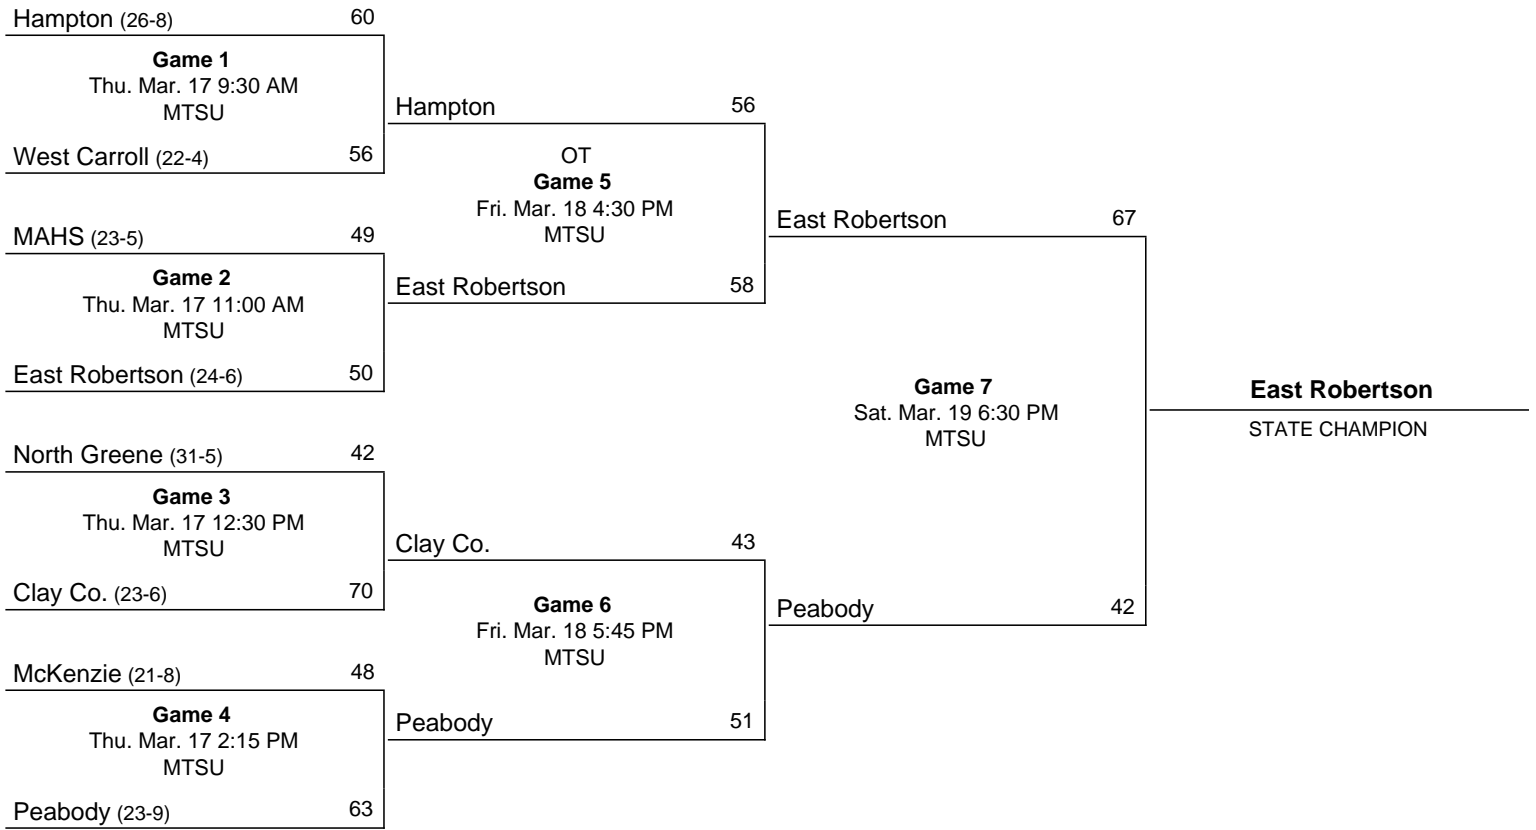 Hampton (26-8) 60
Game 1
Thu. Mar. 17 9:30 AM
MTSU
West Carroll (22-4) 56
MAHS (23-5) 49
Game 2
Thu. Mar. 17 11:00 AM
MTSU
East Robertson (24-6) 50
North Greene (31-5) 42
Game 3
Thu. Mar. 17 12:30 PM
MTSU
Clay Co. (23-6) 70
McKenzie (21-8) 48
Game 4
Thu. Mar. 17 2:15 PM
MTSU
Peabody (23-9) 63
Hampton 56
OT
Game 5
Fri. Mar. 18 4:30 PM
MTSU
East Robertson 58
Clay Co. 43
Game 6
Fri. Mar. 18 5:45 PM
MTSU
Peabody 51
East Robertson 67
Game 7
Sat. Mar. 19 6:30 PM
MTSU
Peabody 42
East Robertson
STATE CHAMPION